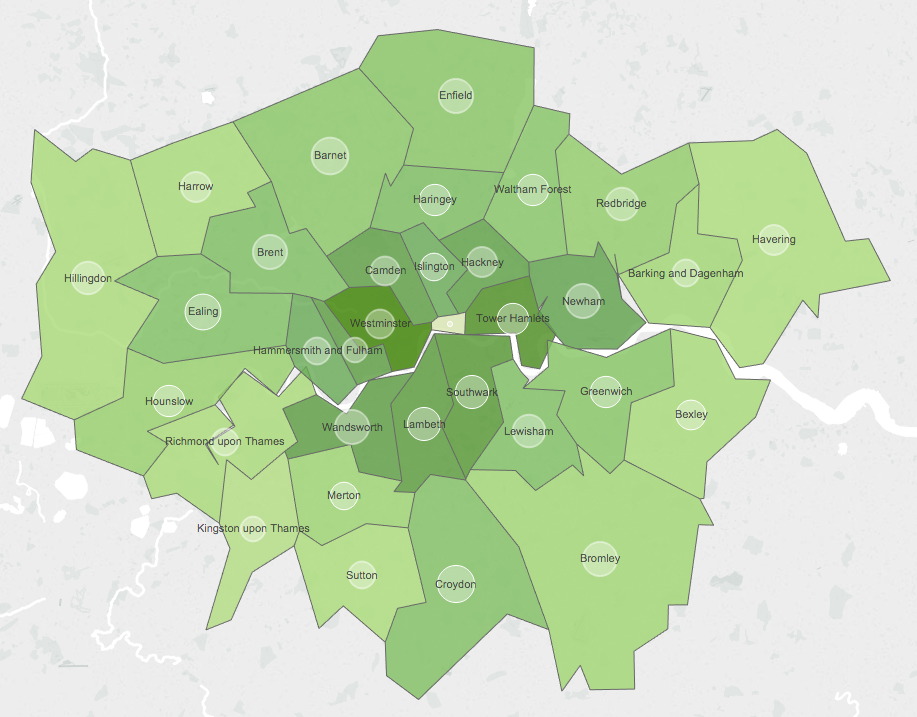 Enfield
Barnet
Harrow
Haringey
Waltham Forest
Redbridge
Havering
Brent
Camden
Islington
Hackney
Barking and Dagenham
Hillingdon
Ealing
Westminster
Tower Hamlets
Newham
Hammersmith and Fulham
Hounslow
Southwark
Greenwich
Wandsworth
Lambeth
Lewisham
Bexley
Richmond upon Thames
Merton
Kingston upon Thames
Sutton
Croydon
Bromley